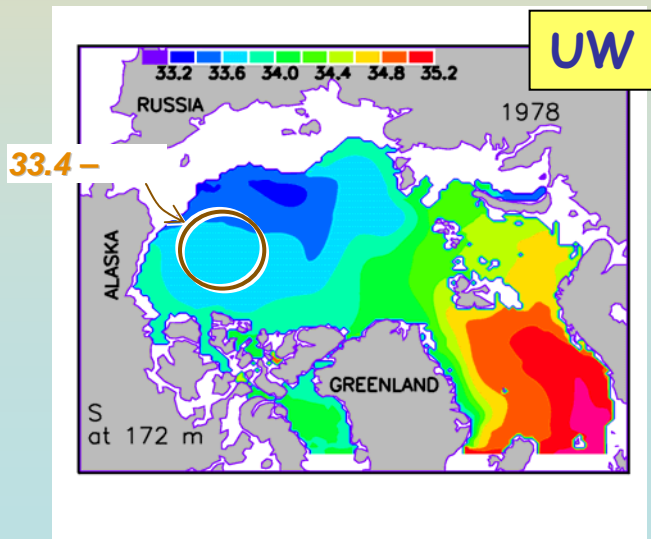 UW
33.2 33.6 34.0 34.4 34.8 35.2
RUSSIA
1978
33.4 –
ALASKA
GREENLAND
S
at 172 m